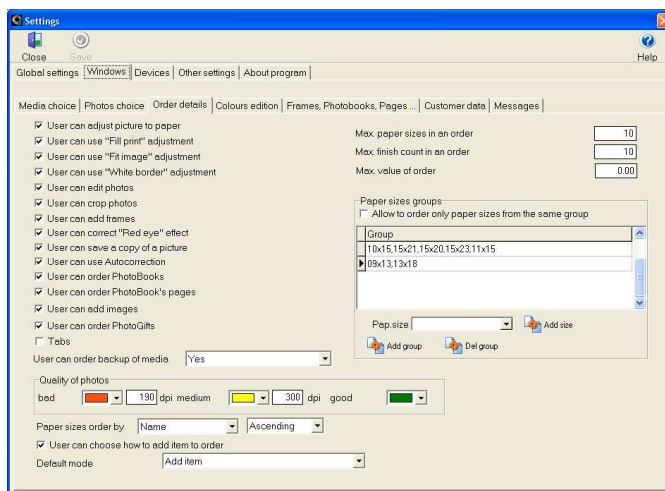 Settings
Close Save Help
Global settings Windows Devices Other settings About program
Media choice Photos choice Order details Colours edition Frames, Photobooks, Pages ... Customer data Messages
User can adjust picture to paper
User can use "Fill print" adjustment
User can use "Fit image" adjustment
User can use "White border" adjustment
User can edit photos
User can crop photos
User can add frames
User can correct "Red eye" effect
User can save a copy of a picture
User can use Autocorrection
User can order PhotoBooks
User can order PhotoBook's pages
User can add images
User can order PhotoGifts
Tabs
User can order backup of media Yes
Max. paper sizes in an order 10
Max. finish count in an order 10
Max. value of order 0.00
Paper sizes groups
Allow to order only paper sizes from the same group
Group
10x15,15x21,15x20,15x23,11x15
09x13,13x18
Pap.size Add size
Add group Del group
Quality of photos
bad 190 dpi medium 300 dpi good
Paper sizes order by Name Ascending
User can choose how to add item to order
Default mode Add item